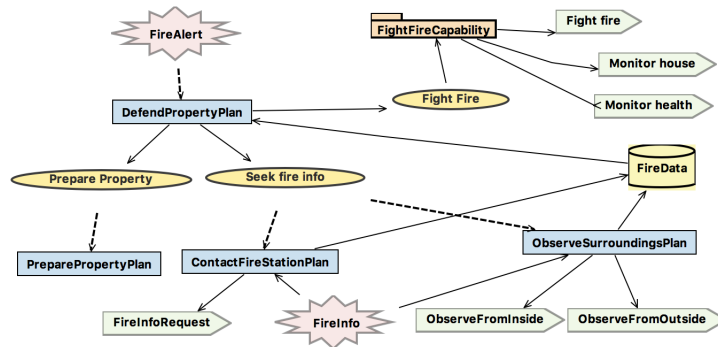 FireAlert
FightFireCapability
Fight fire
Monitor house
Monitor health
DefendPropertyPlan
Fight Fire
Prepare Property
Seek fire info
FireData
PreparePropertyPlan
ContactFireStationPlan
ObserveSurroundingsPlan
FireInfoRequest
FireInfo
ObserveFromInside
ObserveFromOutside